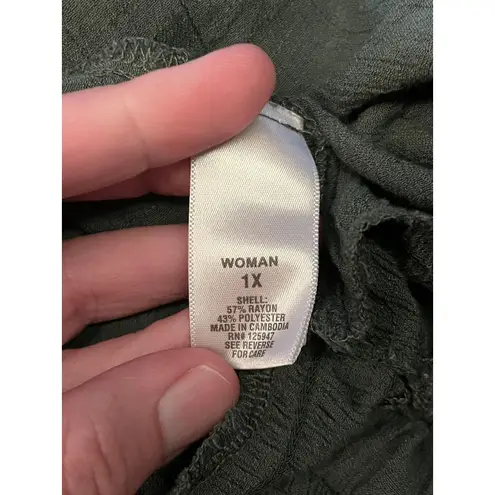 WOMAN
1X
SHELL:
57% RAYON
43% POLYESTER
MADE IN CAMBODIA
RN# 125947
SEE REVERSE
FOR CARE